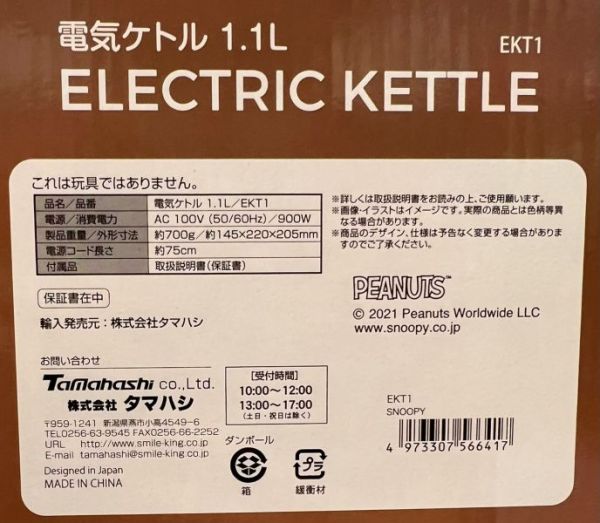 電気ケトル 1.1L
EKT1
ELECTRIC KETTLE
これは玩具ではありません。
品名／品番 電気ケトル 1.1L／EKT1
電源／消費電力 AC 100V (50/60Hz)／900W
製品重量／外形寸法 約700g／約145×220×205mm
電源コード長さ 約75cm
付属品 取扱説明書(保証書)
※詳しくは取扱説明書をお読みの上、ご使用願います。
※画像・イラストはイメージです。実際の商品とは色柄等異
なる場合があります。
※商品のデザイン、仕様は予告なく変更する場合がありま
すのでご了承ください。
保証書在中
輸入発売元：株式会社タマハシ
PEANUTS™
© 2021 Peanuts Worldwide LLC
www.snoopy.co.jp
お問い合わせ
Tamahashi co.,Ltd.
株式会社 タマハシ
〒959-1241 新潟県燕市小高4549-6
TEL0256-63-9545 FAX0256-66-2252
URL http://www.smile-king.co.jp
E-mail tamahashi@smile-king.co.jp
Designed in Japan
MADE IN CHINA
[受付時間]
10:00〜12:00
13:00〜17:00
(土日・祝日は除く)
ダンボール
箱
プラ
緩衝材
EKT1
SNOOPY
4 973307 566417